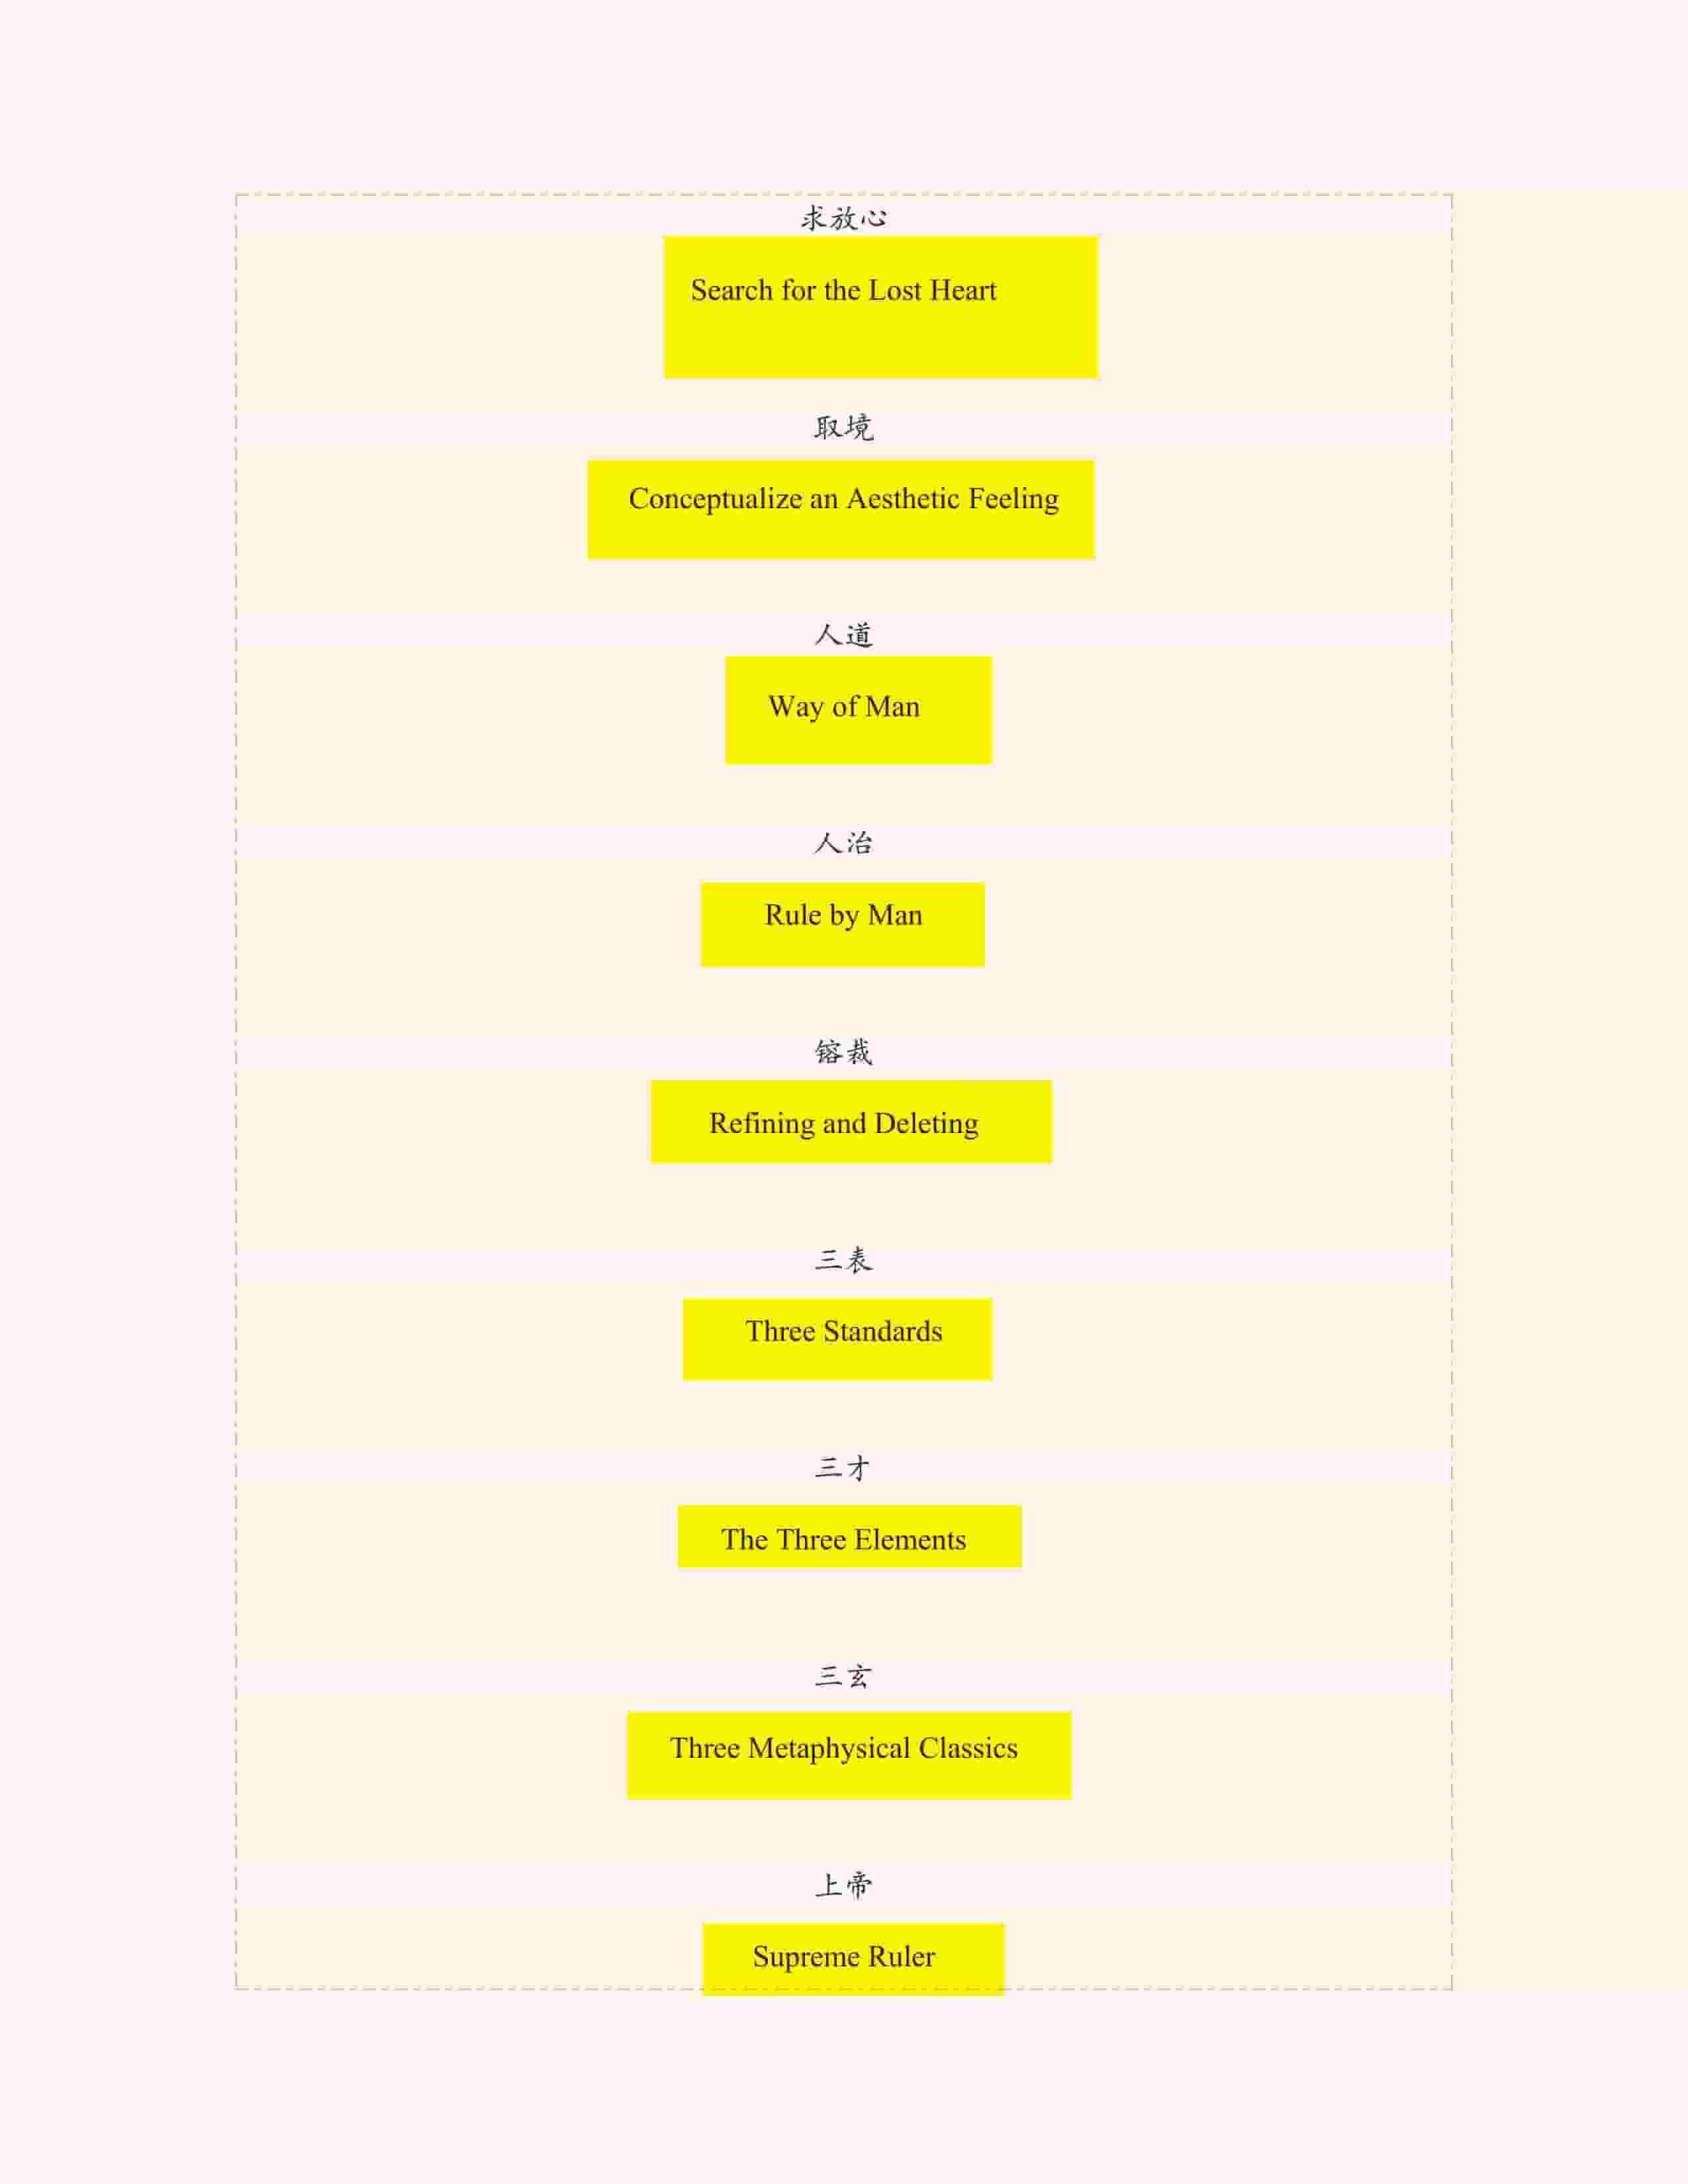 求放心
Search for the Lost Heart
取境
Conceptualize an Aesthetic Feeling
人道
Way of Man
人治
Rule by Man
镕裁
Refining and Deleting
三表
Three Standards
三才
The Three Elements
三玄
Three Metaphysical Classics
上帝
Supreme Ruler